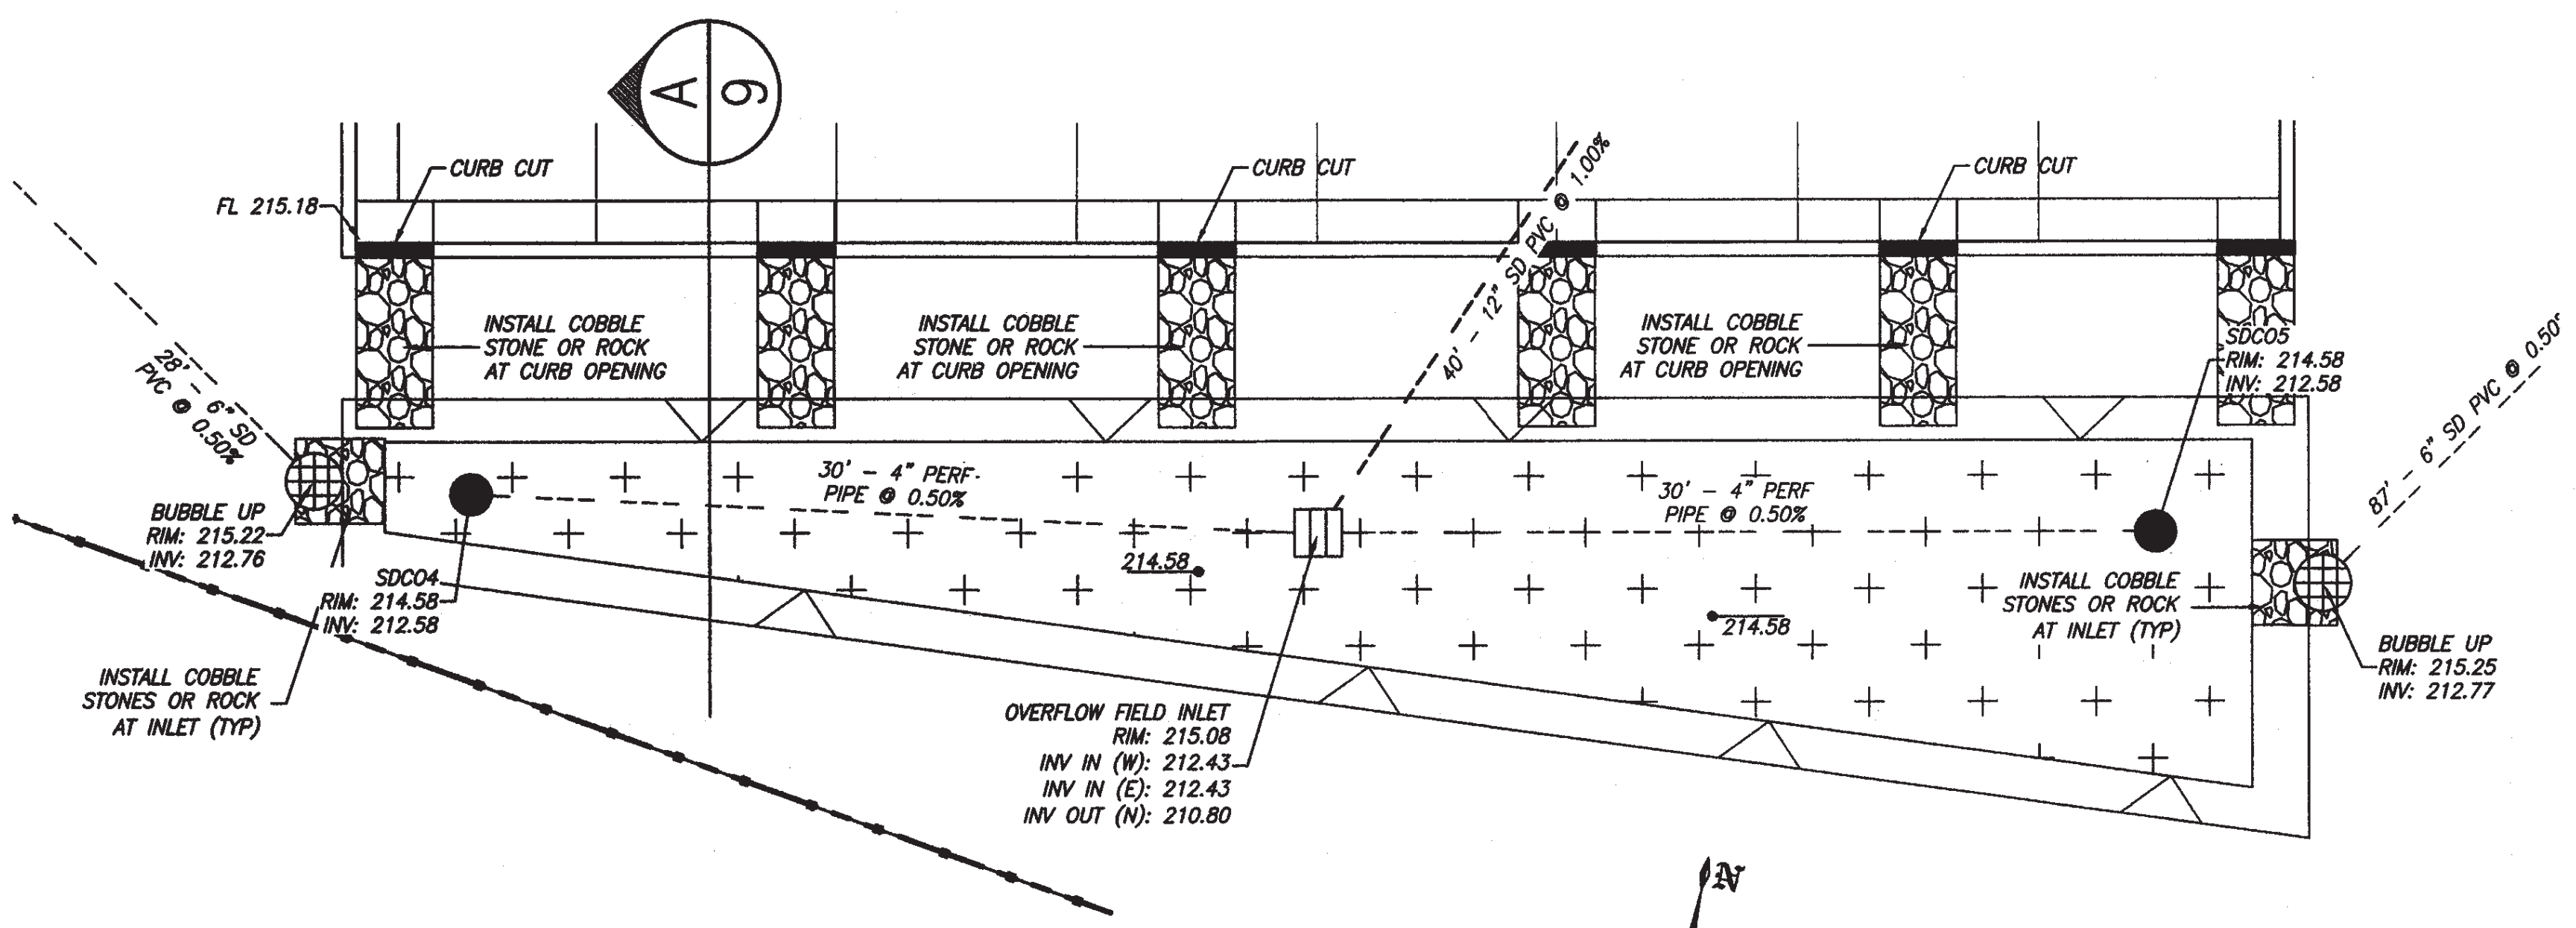 A
9
CURB CUT
CURB CUT
CURB CUT
FL 215.18
40' - 12" SD PVC @ 1.00%
INSTALL COBBLE
STONE OR ROCK
AT CURB OPENING
INSTALL COBBLE
STONE OR ROCK
AT CURB OPENING
INSTALL COBBLE
STONE OR ROCK
AT CURB OPENING
SDCO5
RIM: 214.58
INV: 212.58
28' - 6" SD
PVC @ 0.50%
87' - 6" SD PVC @ 0.50
30' - 4" PERF
PIPE @ 0.50%
30' - 4" PERF
PIPE @ 0.50%
BUBBLE UP
RIM: 215.22
INV: 212.76
SDCO4
RIM: 214.58
INV: 212.58
214.58
214.58
INSTALL COBBLE
STONES OR ROCK
AT INLET (TYP)
BUBBLE UP
RIM: 215.25
INV: 212.77
INSTALL COBBLE
STONES OR ROCK
AT INLET (TYP)
OVERFLOW FIELD INLET
RIM: 215.08
INV IN (W): 212.43
INV IN (E): 212.43
INV OUT (N): 210.80
N